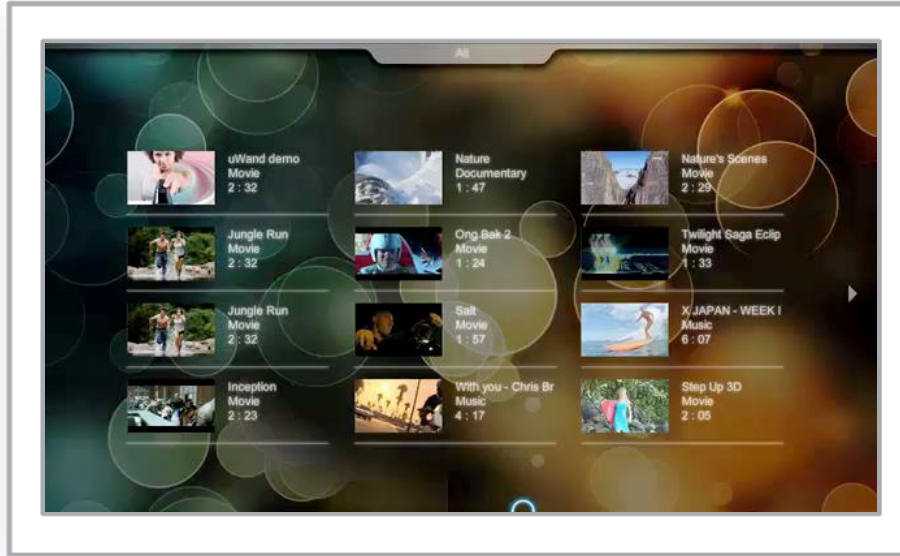 All
uWand demo
Movie
2 : 32
Nature
Documentary
1 : 47
Nature's Scenes
Movie
2 : 29
Jungle Run
Movie
2 : 32
Ong Bak 2
Movie
1 : 24
Twilight Saga Eclip
Movie
1 : 33
Jungle Run
Movie
2 : 32
Salt
Movie
1 : 57
X JAPAN - WEEK I
Music
6 : 07
Inception
Movie
2 : 23
With you - Chris Br
Music
4 : 17
Step Up 3D
Movie
2 : 05